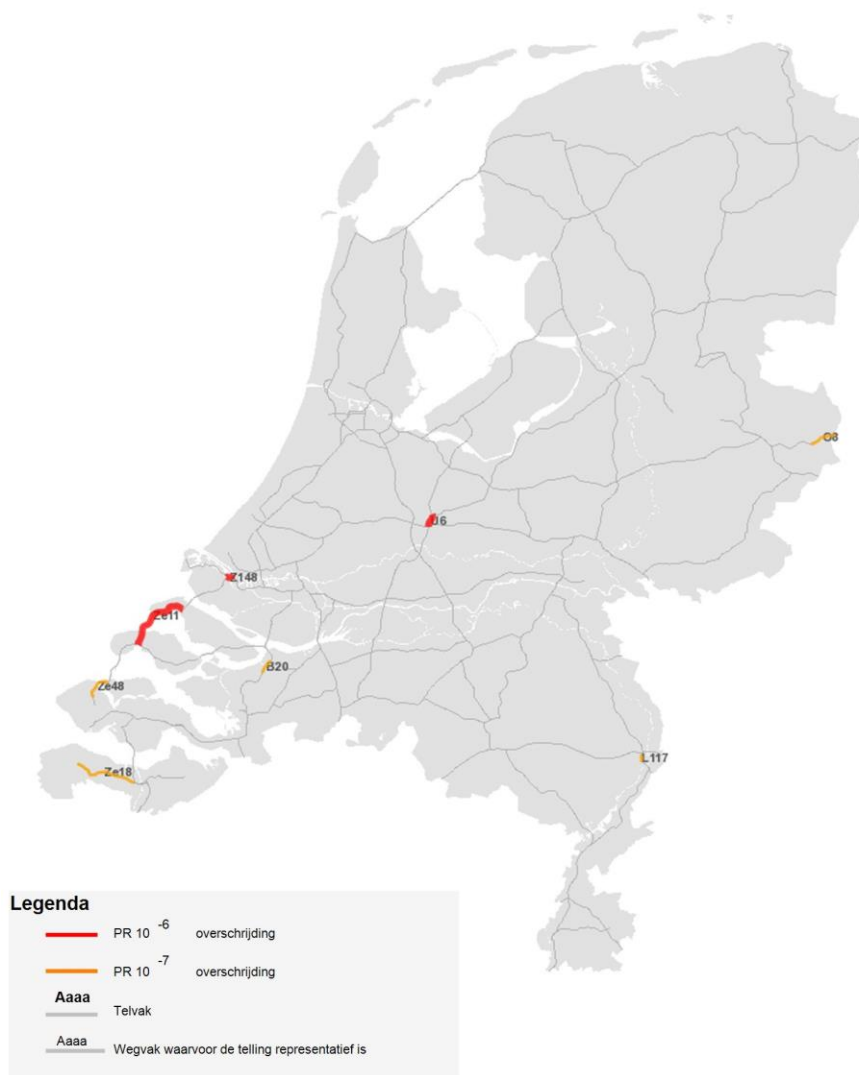 O8
U6
Z148
Ze11
B20
Ze48
L117
Ze18
Legenda
PR 10 -6 overschrijding
PR 10 -7 overschrijding
Aaaa
Telvak
Aaaa
Wegvak waarvoor de telling representatief is